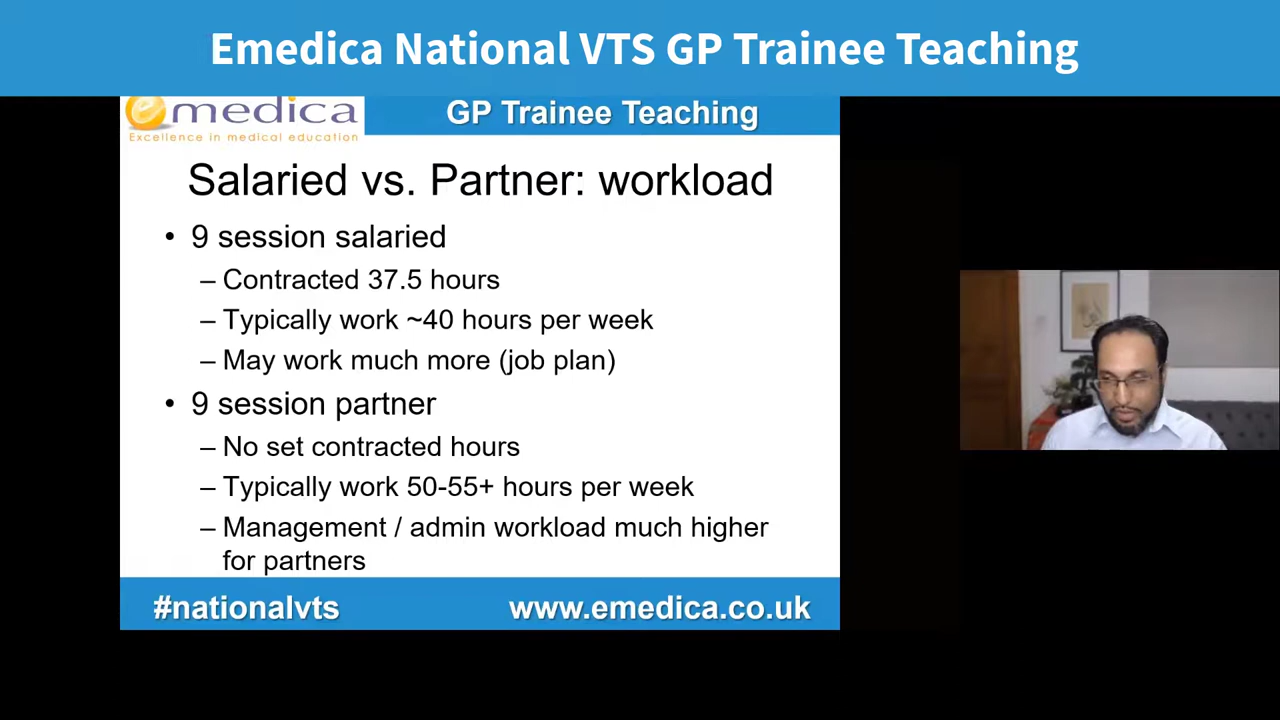 Emedica National VTS GP Trainee Teaching
emedica
Excellence in medical education
GP Trainee Teaching
Salaried vs. Partner: workload
• 9 session salaried
– Contracted 37.5 hours
– Typically work ~40 hours per week
– May work much more (job plan)
• 9 session partner
– No set contracted hours
– Typically work 50-55+ hours per week
– Management / admin workload much higher
for partners
#nationalvts
www.emedica.co.uk